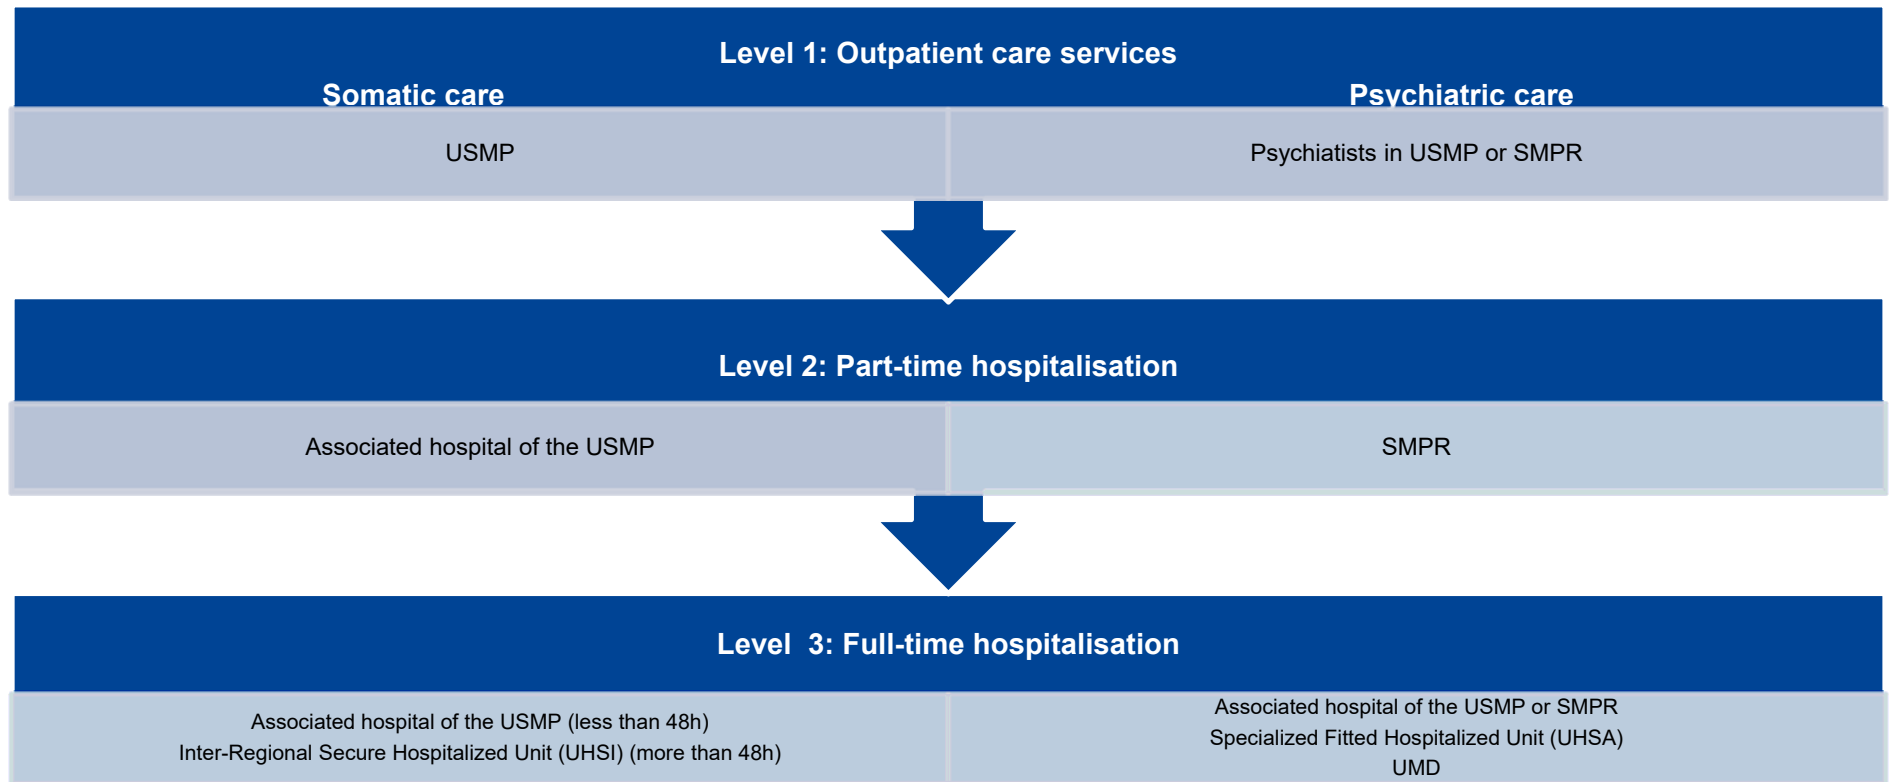 Level 1: Outpatient care services
Somatic care
Psychiatric care
USMP
Psychiatists in USMP or SMPR
Level 2: Part-time hospitalisation
Associated hospital of the USMP
SMPR
Level  3: Full-time hospitalisation
Associated hospital of the USMP (less than 48h)
Inter-Regional Secure Hospitalized Unit (UHSI) (more than 48h)
Associated hospital of the USMP or SMPR
Specialized Fitted Hospitalized Unit (UHSA)
UMD